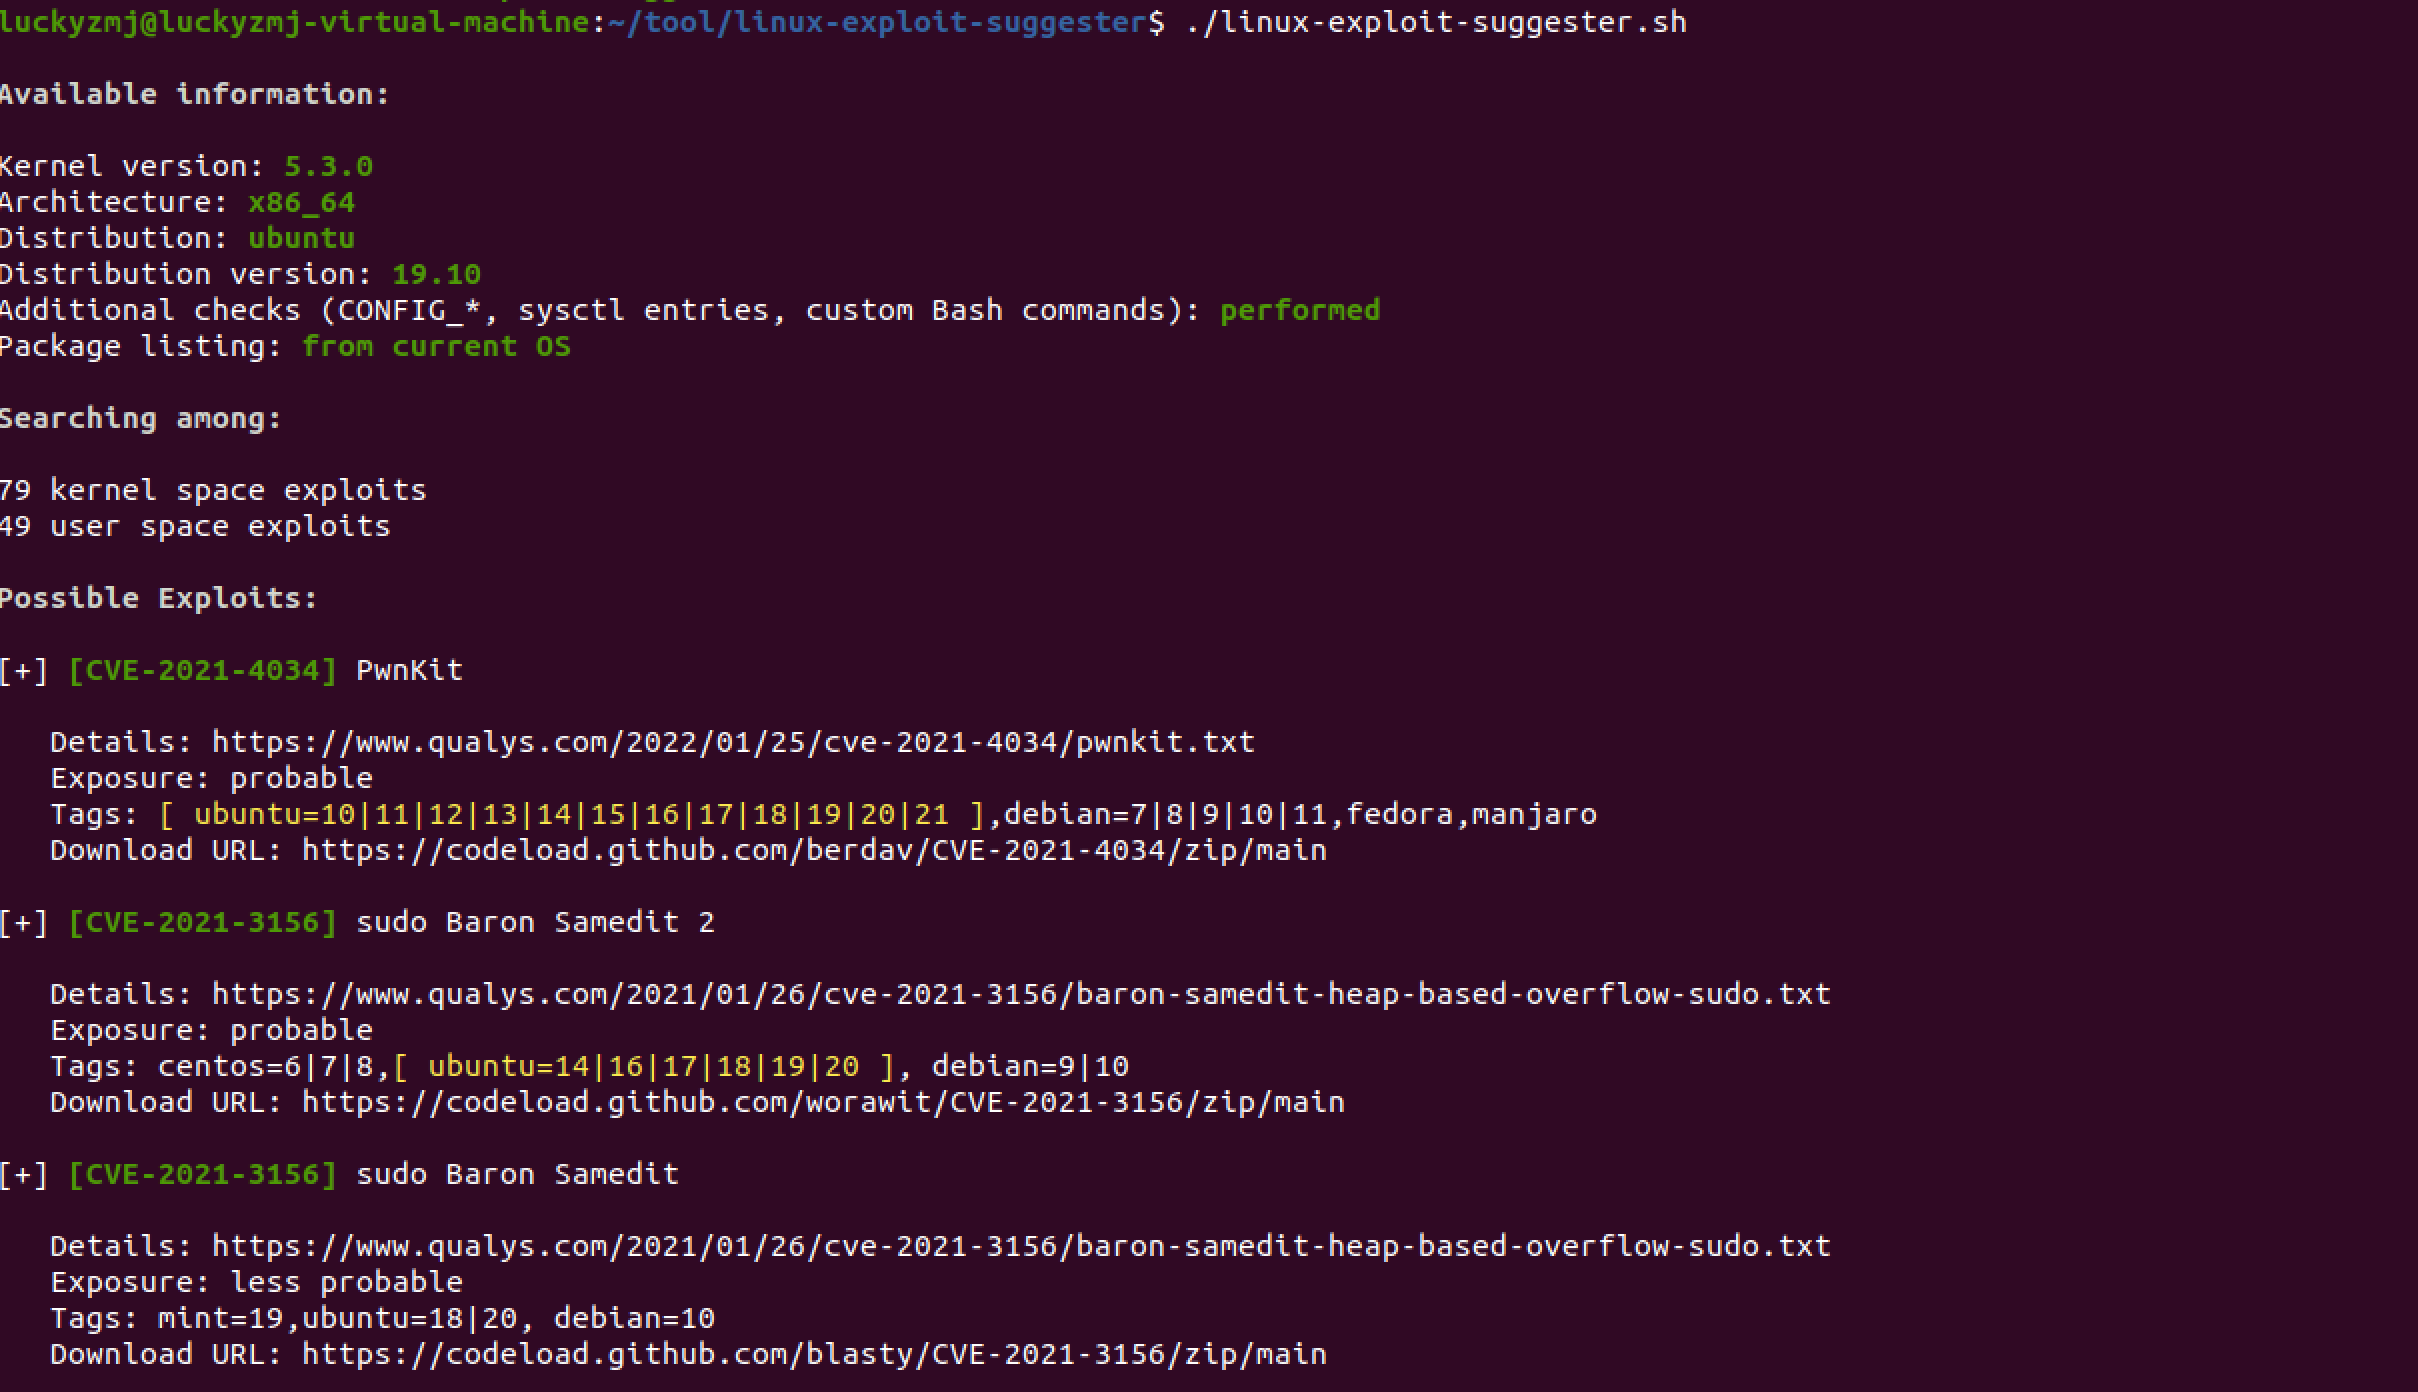 luckyzmj@luckyzmj-virtual-machine:~/tool/linux-exploit-suggester$ ./linux-exploit-suggester.sh
Available information:
Kernel version: 5.3.0
Architecture: x86_64
Distribution: ubuntu
Distribution version: 19.10
Additional checks (CONFIG_*, sysctl entries, custom Bash commands): performed
Package listing: from current OS
Searching among:
79 kernel space exploits
49 user space exploits
Possible Exploits:
[+] [CVE-2021-4034] PwnKit
   Details: https://www.qualys.com/2022/01/25/cve-2021-4034/pwnkit.txt
   Exposure: probable
   Tags: [ ubuntu=10|11|12|13|14|15|16|17|18|19|20|21 ],debian=7|8|9|10|11,fedora,manjaro
   Download URL: https://codeload.github.com/berdav/CVE-2021-4034/zip/main
[+] [CVE-2021-3156] sudo Baron Samedit 2
   Details: https://www.qualys.com/2021/01/26/cve-2021-3156/baron-samedit-heap-based-overflow-sudo.txt
   Exposure: probable
   Tags: centos=6|7|8,[ ubuntu=14|16|17|18|19|20 ], debian=9|10
   Download URL: https://codeload.github.com/worawit/CVE-2021-3156/zip/main
[+] [CVE-2021-3156] sudo Baron Samedit
   Details: https://www.qualys.com/2021/01/26/cve-2021-3156/baron-samedit-heap-based-overflow-sudo.txt
   Exposure: less probable
   Tags: mint=19,ubuntu=18|20, debian=10
   Download URL: https://codeload.github.com/blasty/CVE-2021-3156/zip/main